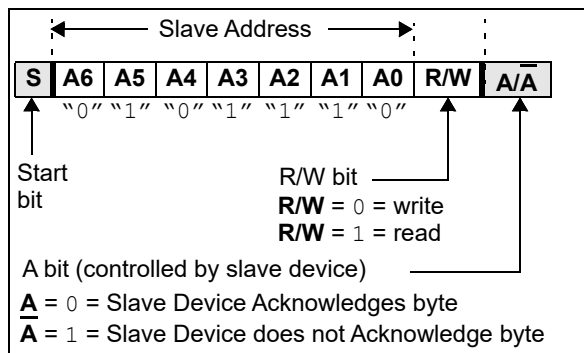 Slave Address
S A6 A5 A4 A3 A2 A1 A0 R/W A/A̅
“0” “1” “0” “1” “1” “1” “0”
Start
bit
R/W bit
R/W = 0 = write
R/W = 1 = read
A bit (controlled by slave device)
A = 0 = Slave Device Acknowledges byte
A̅ = 1 = Slave Device does not Acknowledge byte